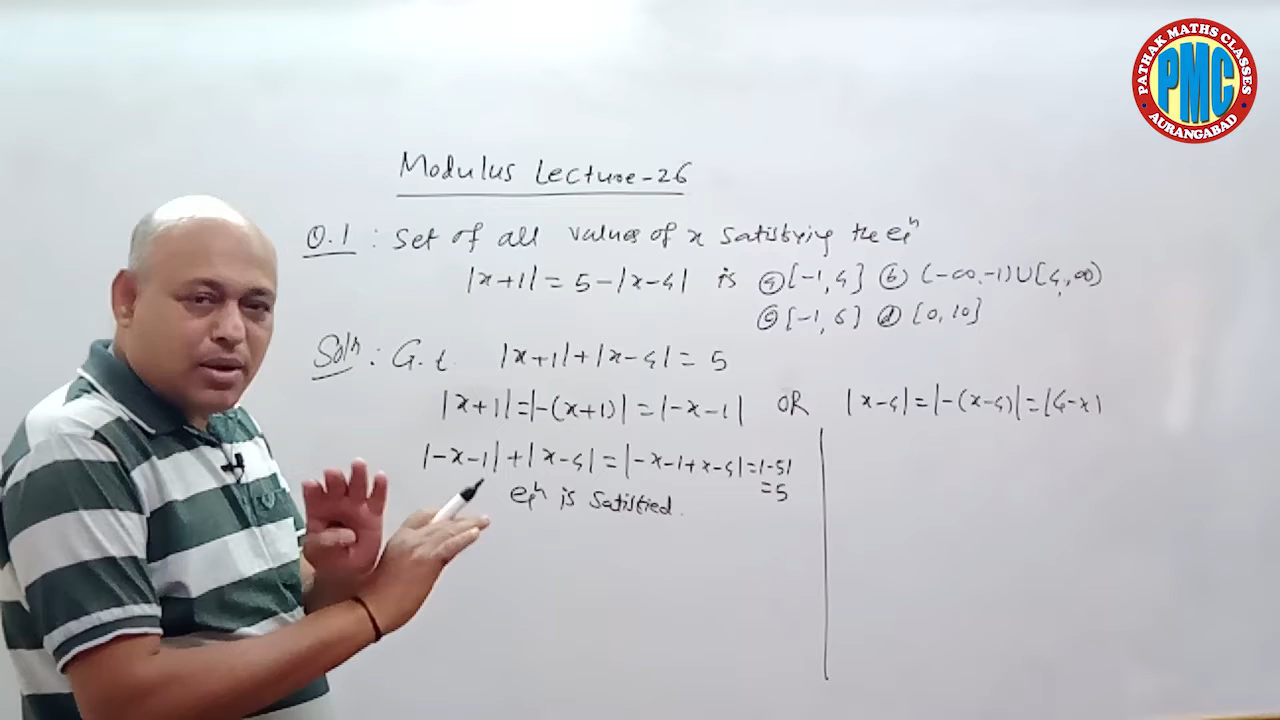 PATHAK MATHS CLASSES
PMC
AURANGABAD
Modulus Lecture-26
Q.1 : Set of all values of x satisfying the eqⁿ
|x+1| = 5-|x-4| is ⓐ [-1,4] ⓑ (-∞,-1)∪[4,∞)
ⓒ [-1,5] ⓓ [0,10]
Solⁿ : G.t. |x+1|+|x-4| = 5
|x+1|=|-(x+1)| = |-x-1| OR |x-4|=|-(x-4)|=|4-x|
|-x-1|+|x-4| = |-x-1+x-4|=|-5|
=5
eqⁿ is satisfied.